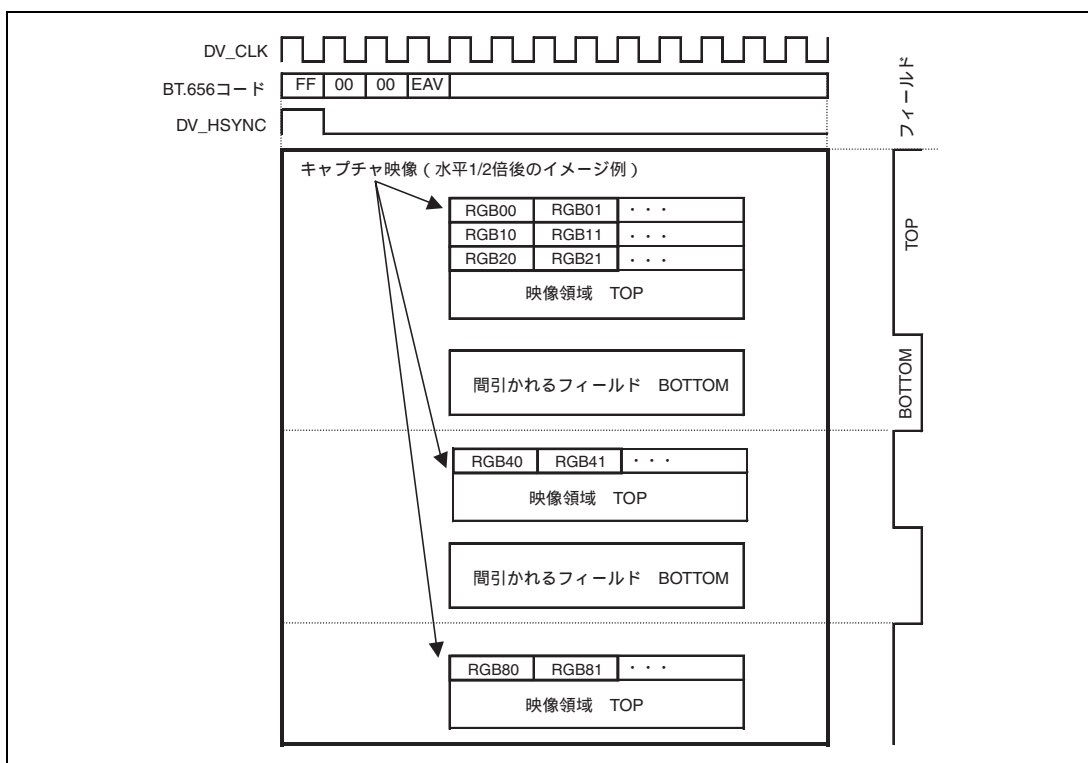 DV_CLK
BT.656コード FF 00 00 EAV
DV_HSYNC
フィールド
キャプチャ映像(水平1/2倍後のイメージ例)
RGB00 RGB01 ・・・
RGB10 RGB11 ・・・
RGB20 RGB21 ・・・
映像領域 TOP
TOP
間引かれるフィールド BOTTOM
BOTTOM
RGB40 RGB41 ・・・
映像領域 TOP
間引かれるフィールド BOTTOM
RGB80 RGB81 ・・・
映像領域 TOP